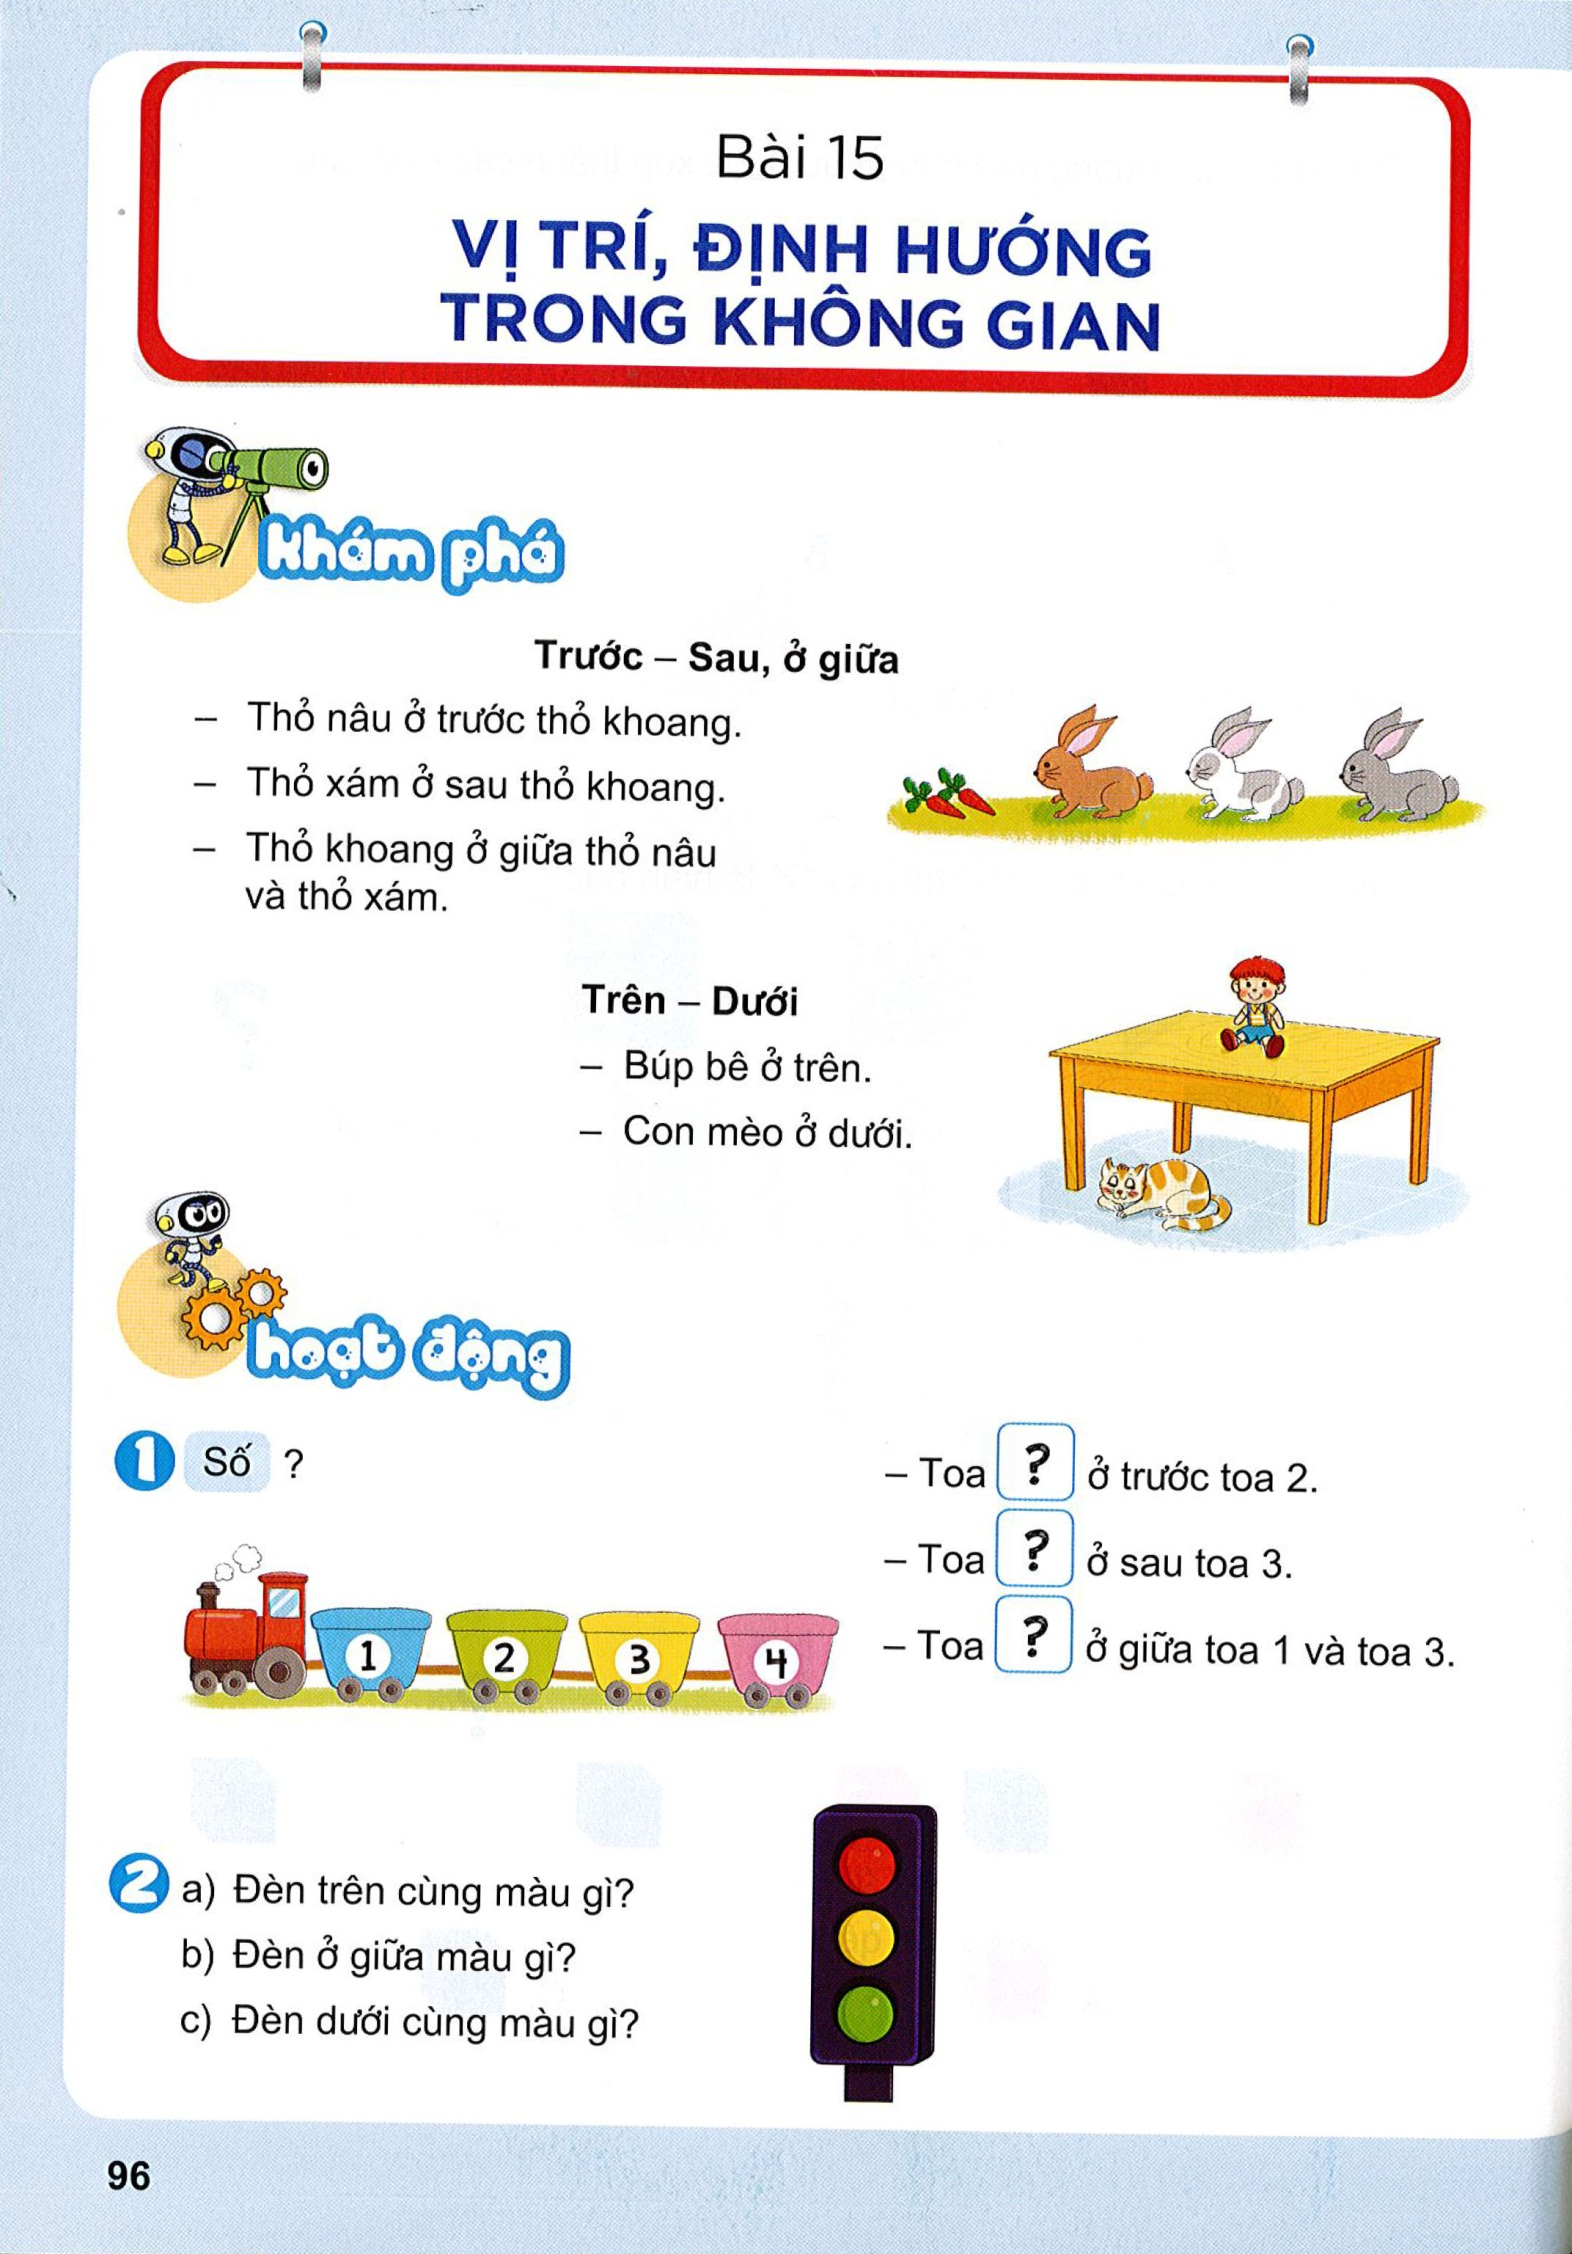 Bài 15
VỊ TRÍ, ĐỊNH HƯỚNG
TRONG KHÔNG GIAN
khám phá
Trước – Sau, ở giữa
– Thỏ nâu ở trước thỏ khoang.
– Thỏ xám ở sau thỏ khoang.
– Thỏ khoang ở giữa thỏ nâu
và thỏ xám.
Trên – Dưới
– Búp bê ở trên.
– Con mèo ở dưới.
hoạt động
1 Số ?
– Toa ? ở trước toa 2.
– Toa ? ở sau toa 3.
– Toa ? ở giữa toa 1 và toa 3.
1 2 3 4
2 a) Đèn trên cùng màu gì?
b) Đèn ở giữa màu gì?
c) Đèn dưới cùng màu gì?
96